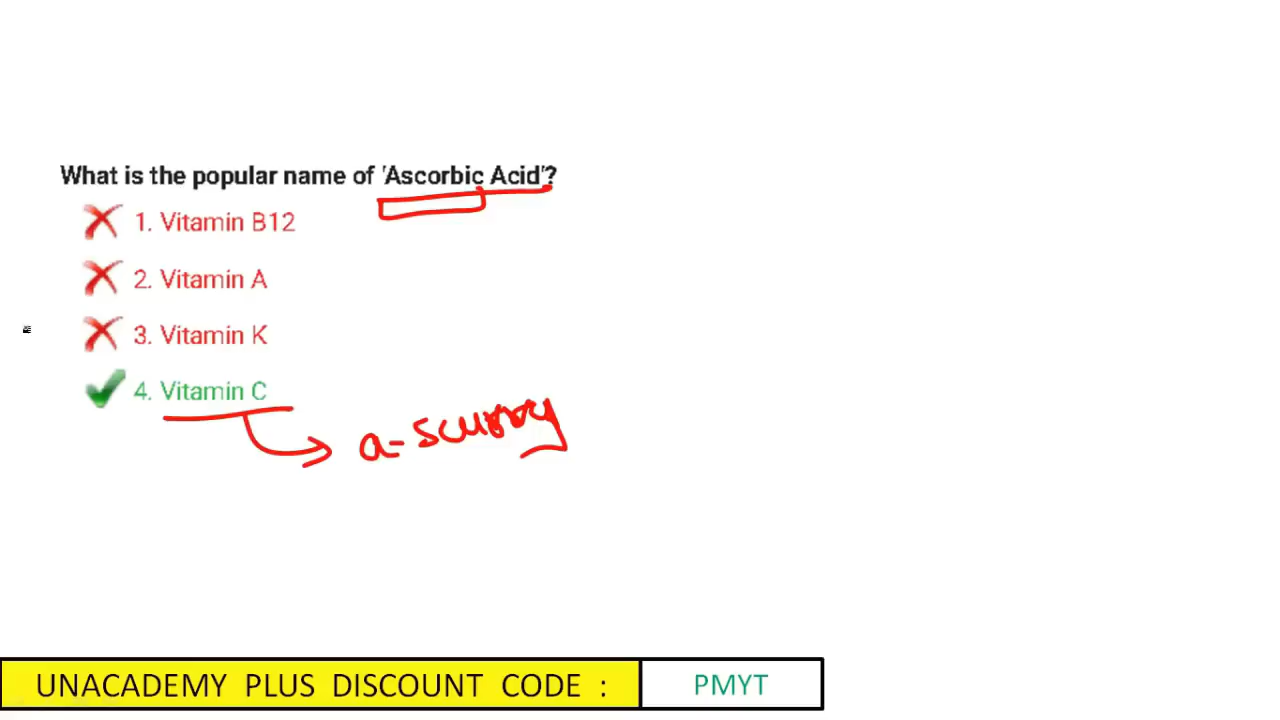 What is the popular name of 'Ascorbic Acid'?
1. Vitamin B12
2. Vitamin A
3. Vitamin K
4. Vitamin C
a-scurvy
UNACADEMY PLUS DISCOUNT CODE : PMYT